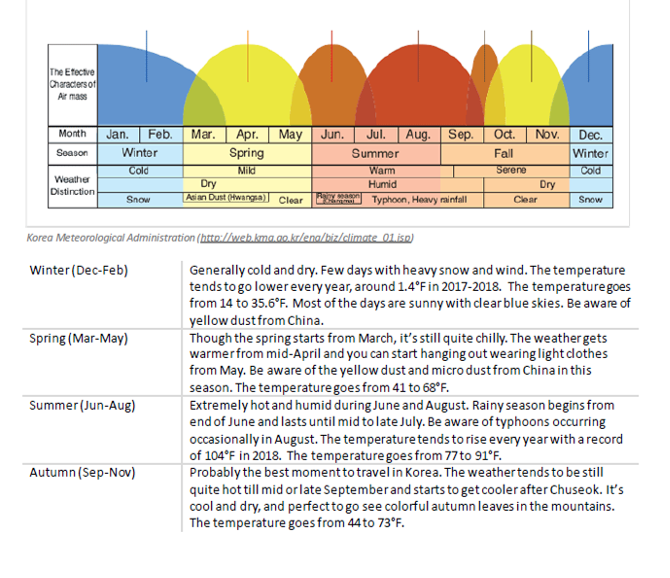 The Effective
Characters of
Air mass
Month Jan. Feb. Mar. Apr. May Jun. Jul. Aug. Sep. Oct. Nov. Dec.
Season Winter Spring Summer Fall Winter
Weather
Distinction
Cold Mild Warm Serene Cold
Dry Humid Dry
Snow Asian Dust (Hwangsa) Clear Rainy season
(Changma) Typhoon, Heavy rainfall Clear Snow
Korea Meteorological Administration (http://web.kma.go.kr/eng/biz/climate_01.jsp)
Winter (Dec-Feb)
Generally cold and dry. Few days with heavy snow and wind. The temperature
tends to go lower every year, around 1.4°F in 2017-2018. The temperature goes
from 14 to 35.6°F. Most of the days are sunny with clear blue skies. Be aware of
yellow dust from China.
Spring (Mar-May)
Though the spring starts from March, it's still quite chilly. The weather gets
warmer from mid-April and you can start hanging out wearing light clothes
from May. Be aware of the yellow dust and micro dust from China in this
season. The temperature goes from 41 to 68°F.
Summer (Jun-Aug)
Extremely hot and humid during June and August. Rainy season begins from
end of June and lasts until mid to late July. Be aware of typhoons occurring
occasionally in August. The temperature tends to rise every year with a record
of 104°F in 2018. The temperature goes from 77 to 91°F.
Autumn (Sep-Nov)
Probably the best moment to travel in Korea. The weather tends to be still
quite hot till mid or late September and starts to get cooler after Chuseok. It's
cool and dry, and perfect to go see colorful autumn leaves in the mountains.
The temperature goes from 44 to 73°F.